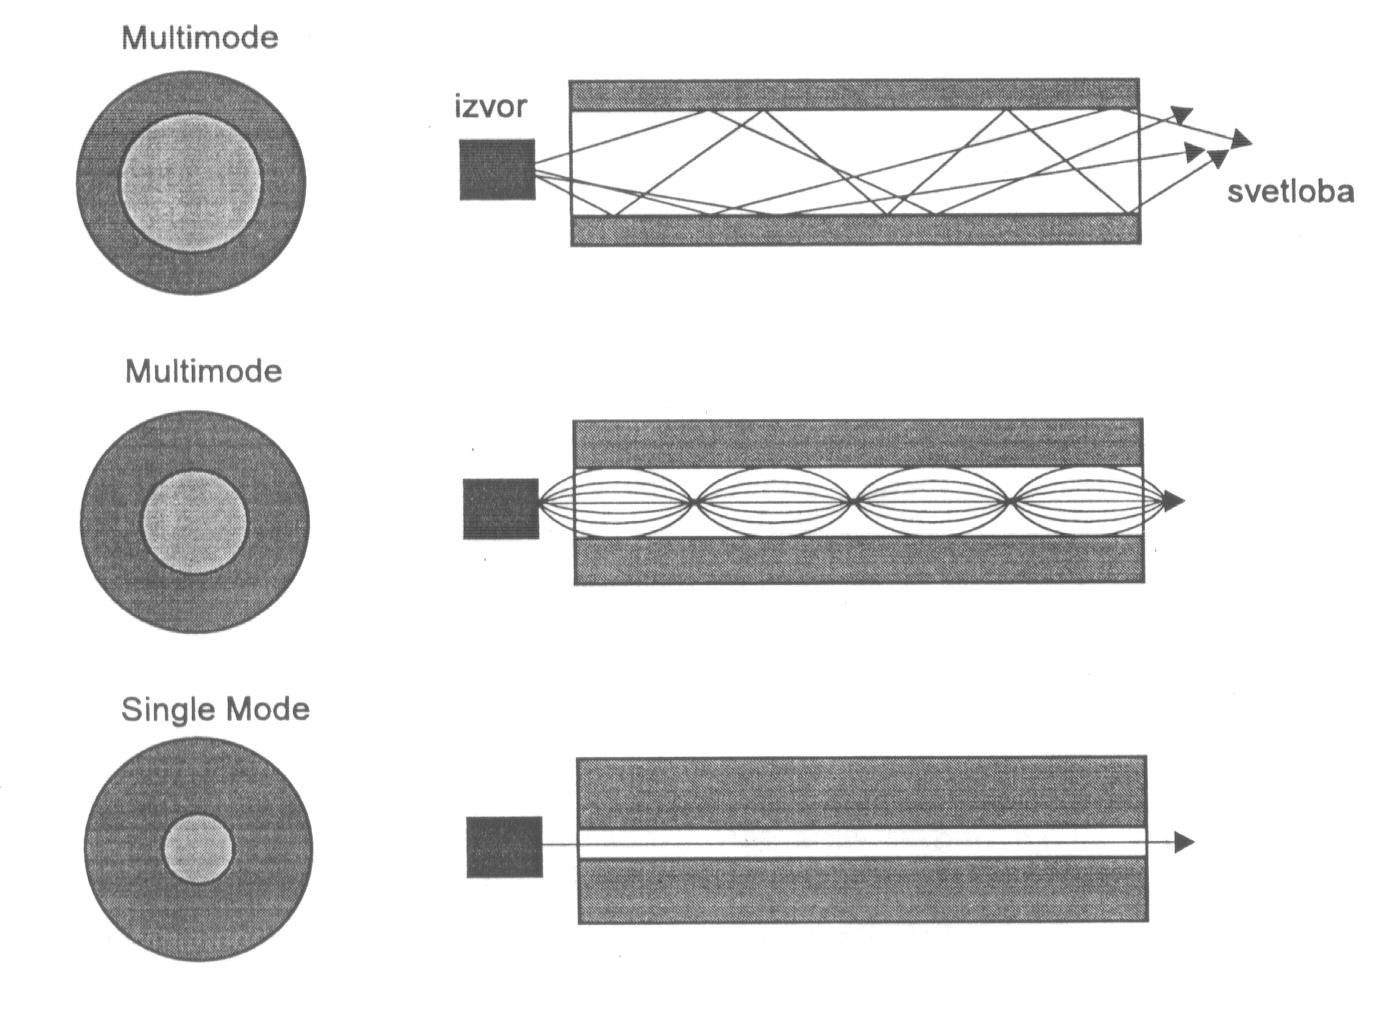 Multimode
izvor
svetloba
Multimode
Single Mode